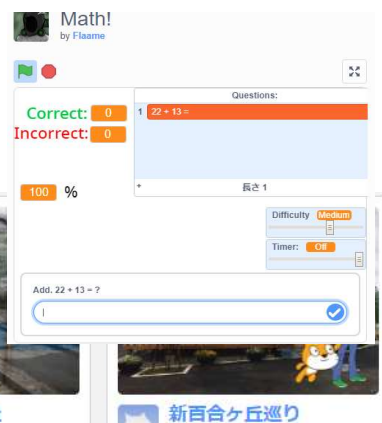 Math!
by Flaame
Questions:
Correct: 0
1 22 + 13 =
Incorrect: 0
100 %
+ 長さ 1
Difficulty Medium
Timer: Off
Add. 22 + 13 = ?
新百合ヶ丘巡り